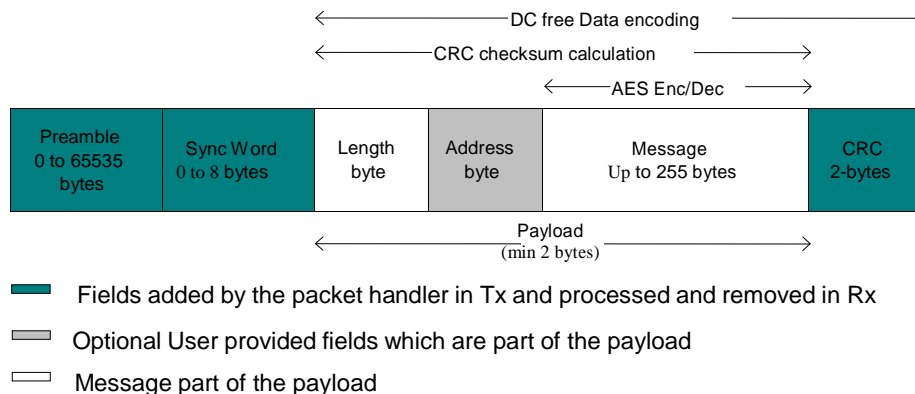 DC free Data encoding
CRC checksum calculation
AES Enc/Dec
Preamble
0 to 65535
bytes
Sync Word
0 to 8 bytes
Length
byte
Address
byte
Message
Up to 255 bytes
CRC
2-bytes
Payload
(min 2 bytes)
Fields added by the packet handler in Tx and processed and removed in Rx
Optional User provided fields which are part of the payload
Message part of the payload